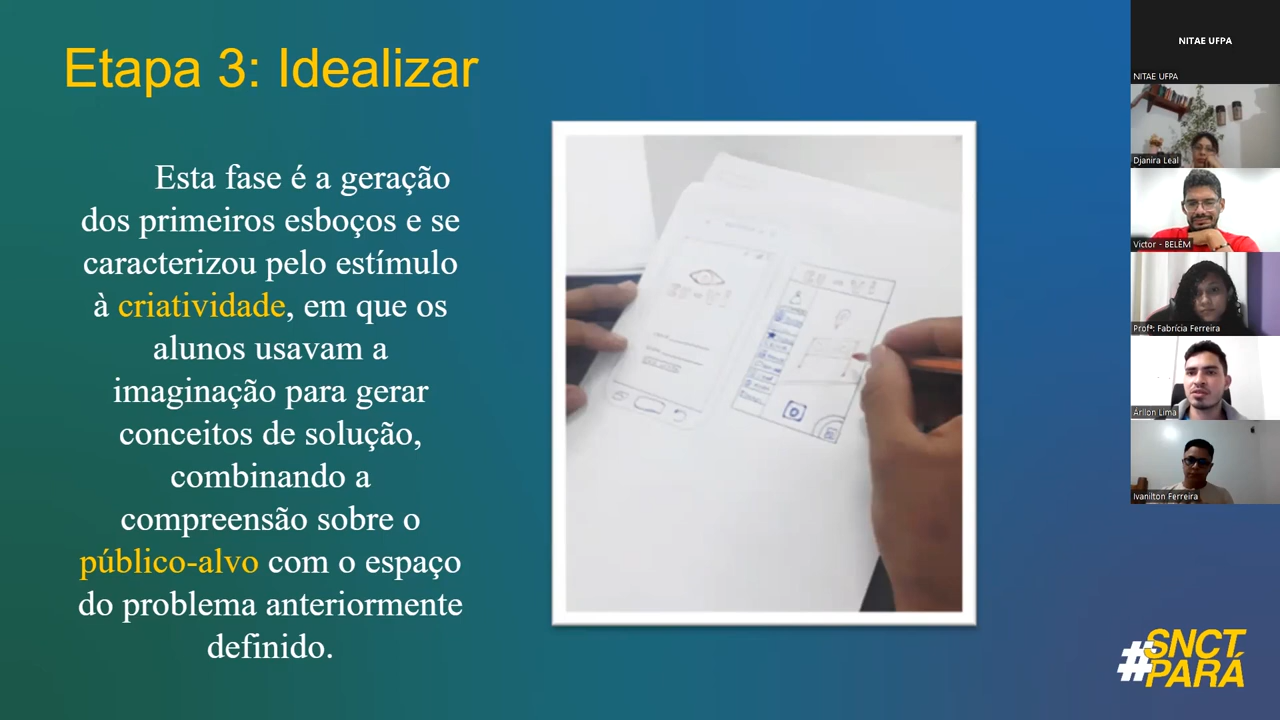 Etapa 3: Idealizar
Esta fase é a geração
dos primeiros esboços e se
caracterizou pelo estímulo
à criatividade, em que os
alunos usavam a
imaginação para gerar
conceitos de solução,
combinando a
compreensão sobre o
público-alvo com o espaço
do problema anteriormente
definido.
NITAE UFPA
NITAE UFPA
Djanira Leal
Victor - BELÉM
Profª: Fabrícia Ferreira
Árllon Lima
Ivanilton Ferreira
#SNCT
PARÁ